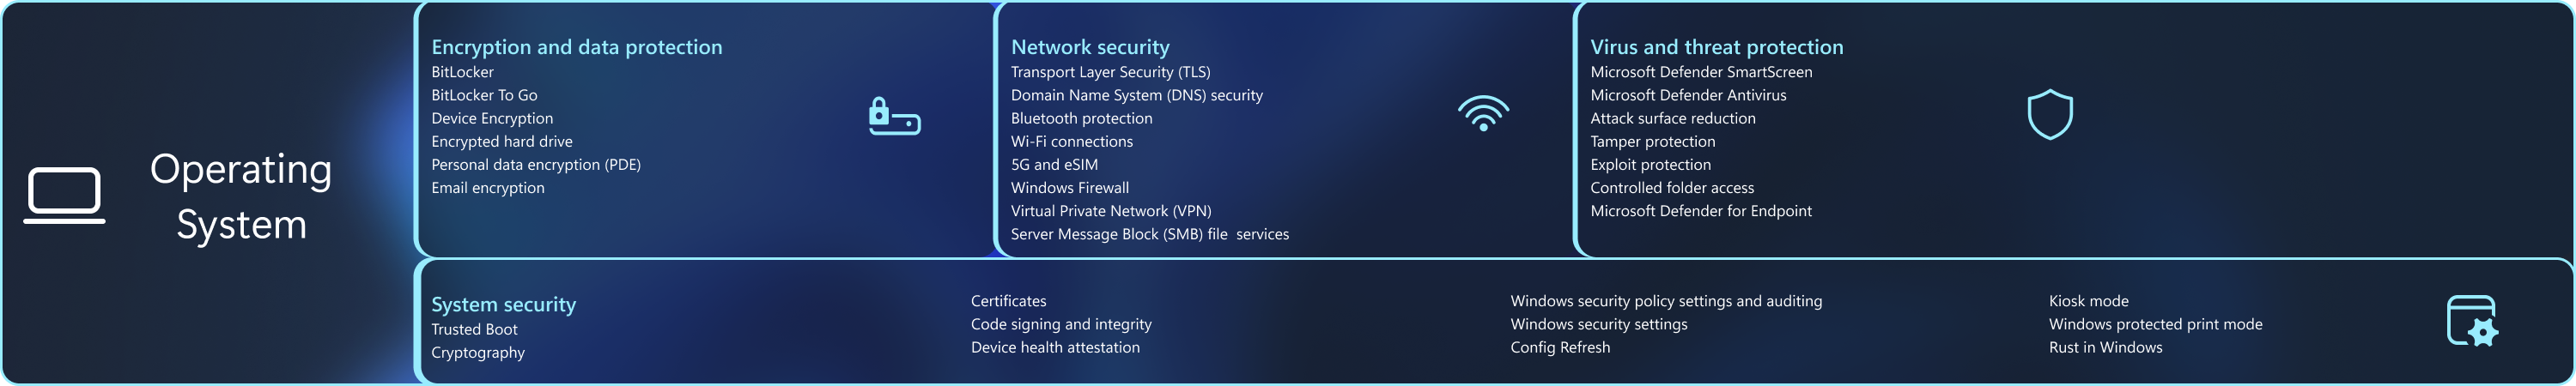 Operating
System
Encryption and data protection
BitLocker
BitLocker To Go
Device Encryption
Encrypted hard drive
Personal data encryption (PDE)
Email encryption
Network security
Transport Layer Security (TLS)
Domain Name System (DNS) security
Bluetooth protection
Wi-Fi connections
5G and eSIM
Windows Firewall
Virtual Private Network (VPN)
Server Message Block (SMB) file  services
Virus and threat protection
Microsoft Defender SmartScreen
Microsoft Defender Antivirus
Attack surface reduction
Tamper protection
Exploit protection
Controlled folder access
Microsoft Defender for Endpoint
System security
Trusted Boot
Cryptography
Certificates
Code signing and integrity
Device health attestation
Windows security policy settings and auditing
Windows security settings
Config Refresh
Kiosk mode
Windows protected print mode
Rust in Windows